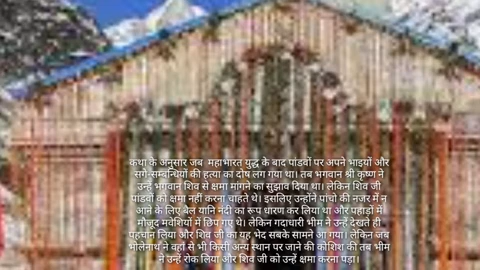 कथा के अनुसार जब महाभारत युद्ध के बाद पांडवों पर अपने भाइयों और
सगे-सम्बन्धियों की हत्या का दोष लग गया था। तब भगवान श्री कृष्ण ने
उन्हें भगवान शिव से क्षमा मांगने का सुझाव दिया था। लेकिन शिव जी
पांडवों को क्षमा नहीं करना चाहते थे। इसलिए उन्होंने पांचों की नजर में न
आने के लिए बैल यानि नंदी का रूप धारण कर लिया था और पहाड़ों में
मौजूद मवेशियों में छिप गए थे। लेकिन गदाधारी भीम ने उन्हें देखते ही
पहचान लिया और शिव जी का यह भेद सबके सामने आ गया। लेकिन जब
भोलेनाथ ने वहां से भी किसी अन्य स्थान पर जाने की कोशिश की तब भीम
ने उन्हें रोक लिया और शिव जी को उन्हें क्षमा करना पड़ा।